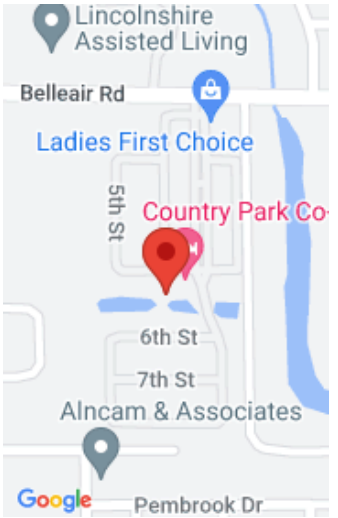 Lincolnshire
Assisted Living
Belleair Rd
Ladies First Choice
5th St
Country Park Co-
6th St
7th St
Alncam & Associates
Google
Pembrook Dr